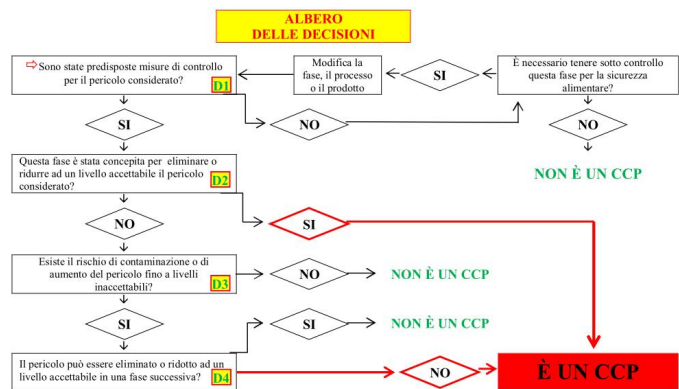 ALBERO
DELLE DECISIONI
⇨Sono state predisposte misure di controllo
per il pericolo considerato?
D1
Modifica la
fase, il processo
o il prodotto
SI
È necessario tenere sotto controllo
questa fase per la sicurezza
alimentare?
SI
NO
NO
NON È UN CCP
Questa fase è stata concepita per eliminare o
ridurre ad un livello accettabile il pericolo
considerato?
D2
NO
SI
Esiste il rischio di contaminazione o di
aumento del pericolo fino a livelli
inaccettabili?
D3
NO
NON È UN CCP
SI
SI
NON È UN CCP
Il pericolo può essere eliminato o ridotto ad un
livello accettabile in una fase successiva?
D4
NO
È UN CCP